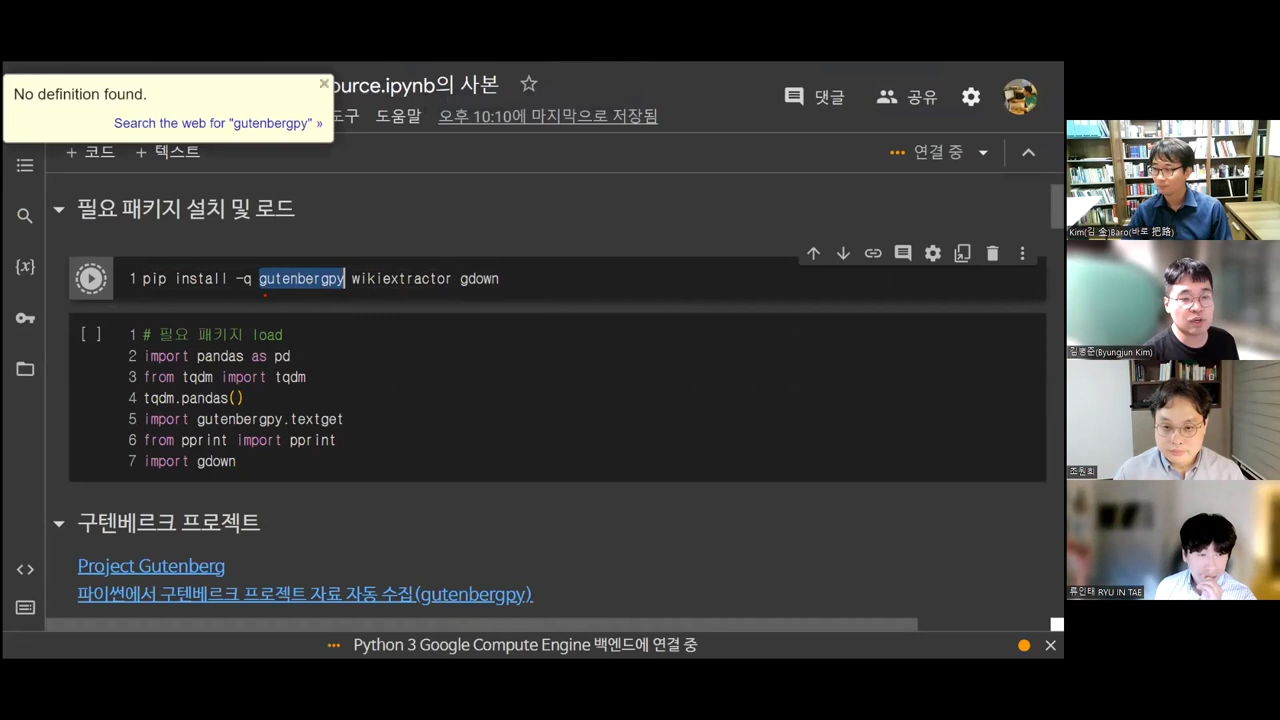 No definition found.
Search the web for "gutenbergpy" »
ource.ipynb의 사본
도구 도움말 오후 10:10에 마지막으로 저장됨
댓글
공유
+ 코드 + 텍스트
연결 중
필요 패키지 설치 및 로드
1 pip install -q gutenbergpy wikiextractor gdown
[ ]
1 # 필요 패키지 load
2 import pandas as pd
3 from tqdm import tqdm
4 tqdm.pandas()
5 import gutenbergpy.textget
6 from pprint import pprint
7 import gdown
구텐베르크 프로젝트
Project Gutenberg
파이썬에서 구텐베르크 프로젝트 자료 자동 수집(gutenbergpy)
Python 3 Google Compute Engine 백엔드에 연결 중
Kim(김 金)Baro(바로 把路)
김병준(Byungjun Kim)
조원희
류인태 RYU IN TAE